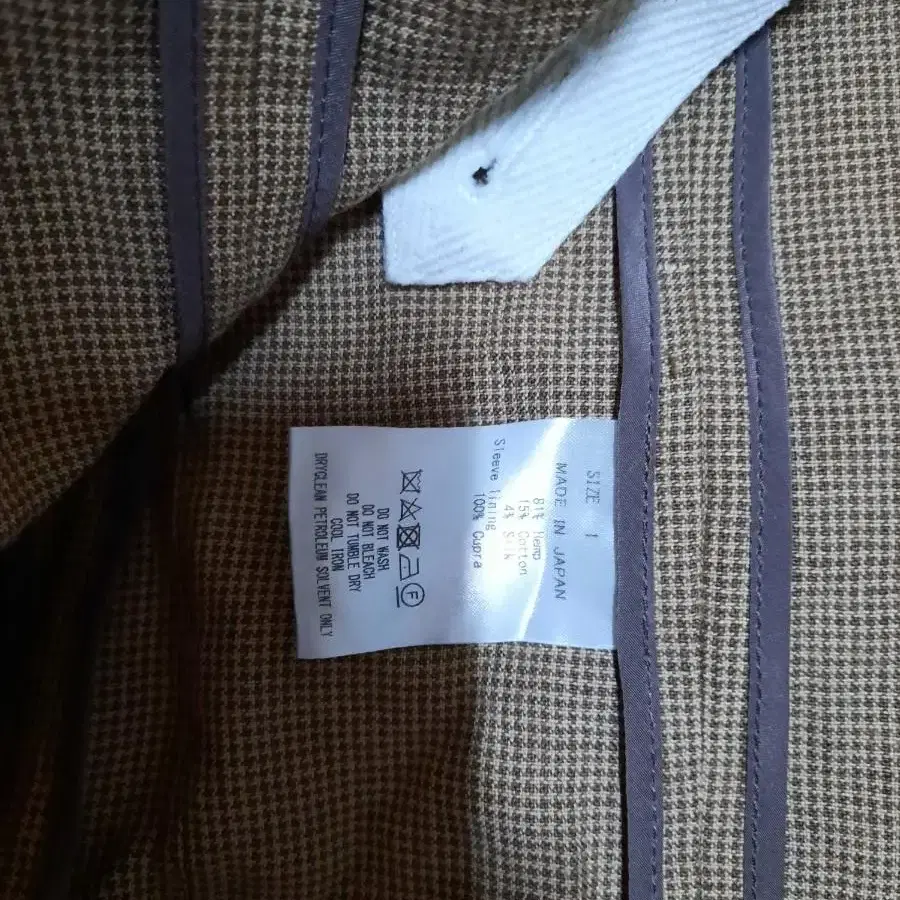 SIZE 1
MADE IN JAPAN
81% Hemp
15% Cotton
4% Silk
Sleeve lining
100% Cupra
F
DO NOT WASH
DO NOT BLEACH
DO NOT TUMBLE DRY
COOL IRON
DRYCLEAN PETROLEUM SOLVENT ONLY